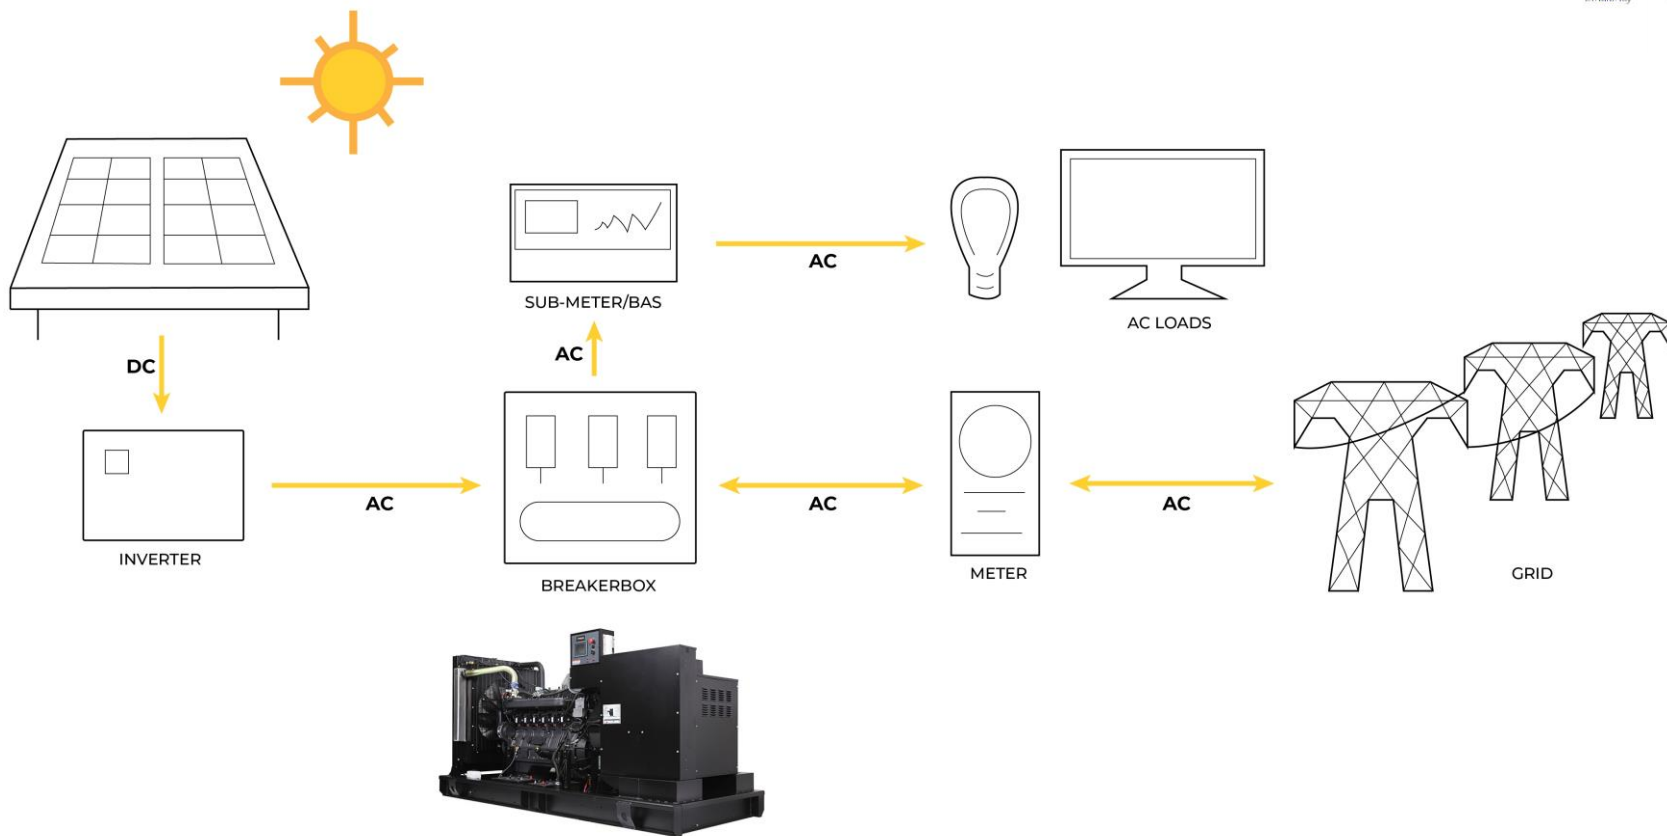 SUB-METER/BAS
AC
AC LOADS
DC
AC
INVERTER
AC
BREAKERBOX
AC
METER
AC
GRID